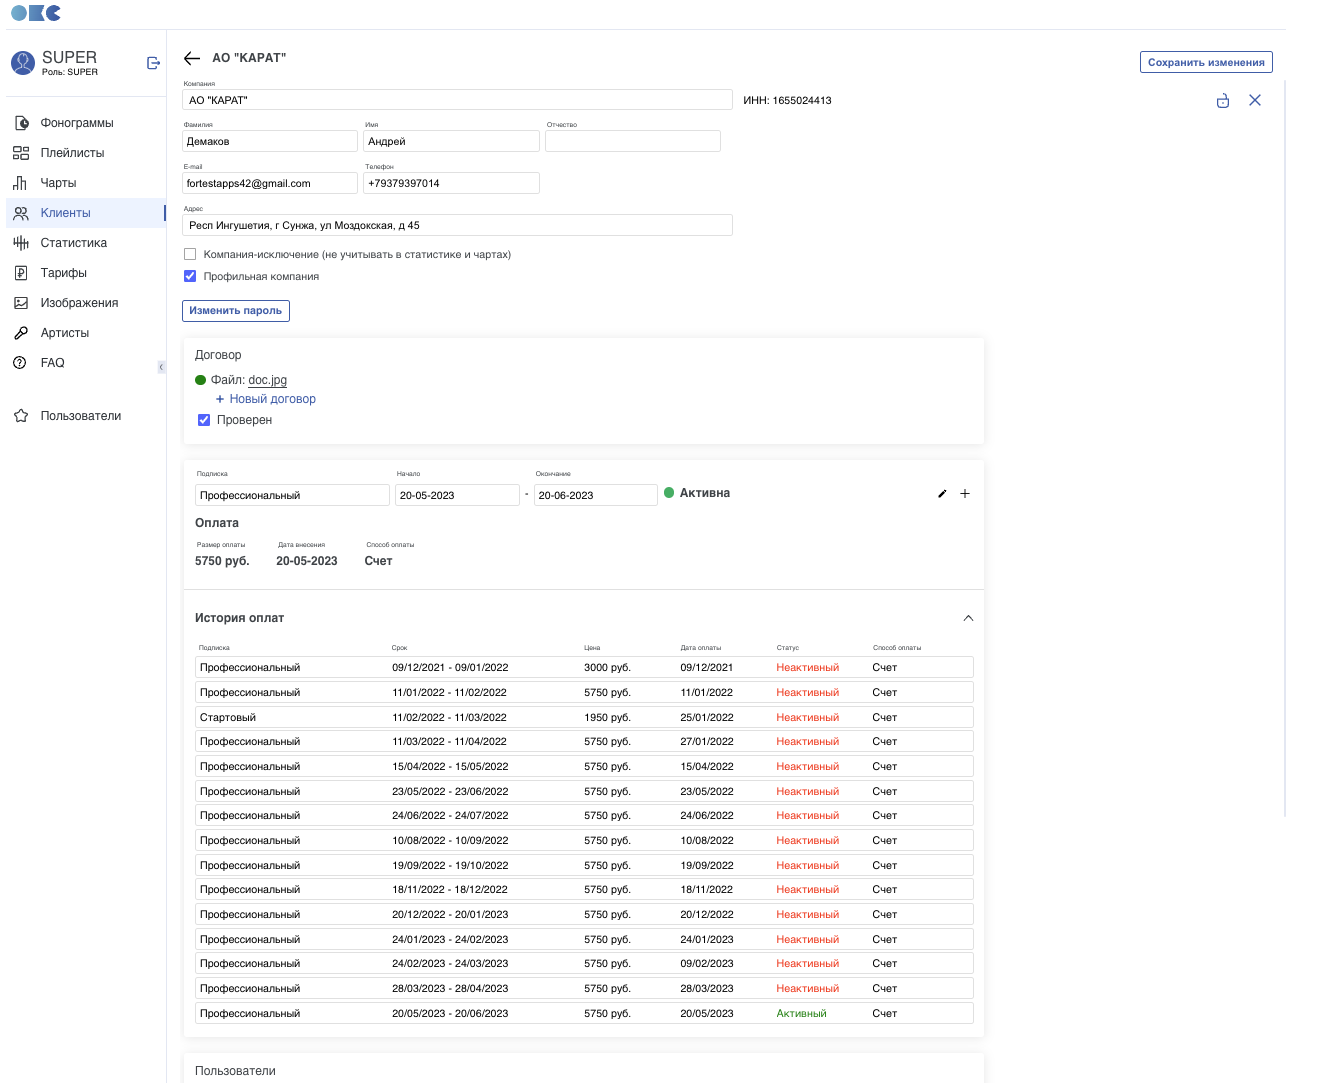 SUPER
Роль: SUPER
Фонограммы
Плейлисты
Чарты
Клиенты
Статистика
Тарифы
Изображения
Артисты
FAQ
Пользователи
АО "КАРАТ"
Сохранить изменения
Компания
АО "КАРАТ"
ИНН: 1655024413
Фамилия Имя Отчество
Демаков Андрей
E-mail Телефон
fortestapps42@gmail.com +79379397014
Адрес
Респ Ингушетия, г Сунжа, ул Моздокская, д 45
Компания-исключение (не учитывать в статистике и чартах)
Профильная компания
Изменить пароль
Договор
Файл: doc.jpg
+ Новый договор
Проверен
Подписка Начало Окончание
Профессиональный 20-05-2023 - 20-06-2023 Активна
Оплата
Размер оплаты Дата внесения Способ оплаты
5750 руб. 20-05-2023 Счет
История оплат
Подписка Срок Цена Дата оплаты Статус Способ оплаты
Профессиональный 09/12/2021 - 09/01/2022 3000 руб. 09/12/2021 Неактивный Счет
Профессиональный 11/01/2022 - 11/02/2022 5750 руб. 11/01/2022 Неактивный Счет
Стартовый 11/02/2022 - 11/03/2022 1950 руб. 25/01/2022 Неактивный Счет
Профессиональный 11/03/2022 - 11/04/2022 5750 руб. 27/01/2022 Неактивный Счет
Профессиональный 15/04/2022 - 15/05/2022 5750 руб. 15/04/2022 Неактивный Счет
Профессиональный 23/05/2022 - 23/06/2022 5750 руб. 23/05/2022 Неактивный Счет
Профессиональный 24/06/2022 - 24/07/2022 5750 руб. 24/06/2022 Неактивный Счет
Профессиональный 10/08/2022 - 10/09/2022 5750 руб. 10/08/2022 Неактивный Счет
Профессиональный 19/09/2022 - 19/10/2022 5750 руб. 19/09/2022 Неактивный Счет
Профессиональный 18/11/2022 - 18/12/2022 5750 руб. 18/11/2022 Неактивный Счет
Профессиональный 20/12/2022 - 20/01/2023 5750 руб. 20/12/2022 Неактивный Счет
Профессиональный 24/01/2023 - 24/02/2023 5750 руб. 24/01/2023 Неактивный Счет
Профессиональный 24/02/2023 - 24/03/2023 5750 руб. 09/02/2023 Неактивный Счет
Профессиональный 28/03/2023 - 28/04/2023 5750 руб. 28/03/2023 Неактивный Счет
Профессиональный 20/05/2023 - 20/06/2023 5750 руб. 20/05/2023 Активный Счет
Пользователи